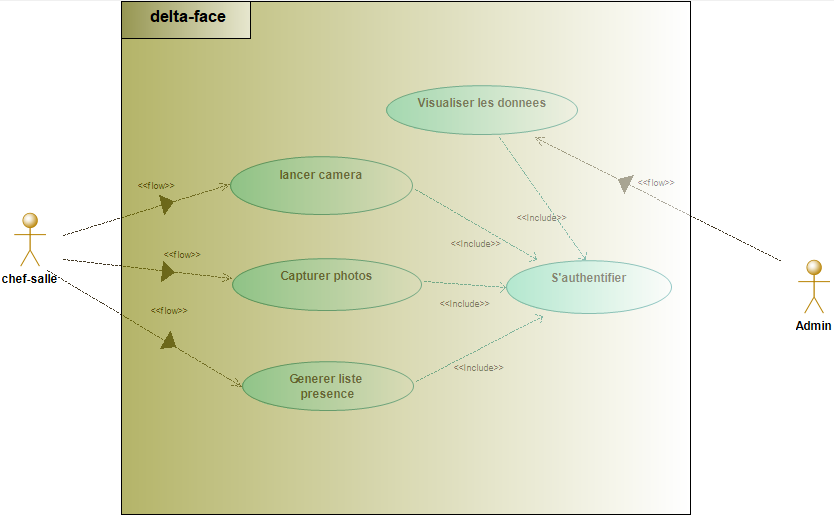 delta-face
Visualiser les donnees
lancer camera
<<flow>>
<<flow>>
<<Include>>
<<Include>>
chef-salle
<<flow>>
Capturer photos
S'authentifier
<<flow>>
<<Include>>
Admin
<<Include>>
Generer liste
presence